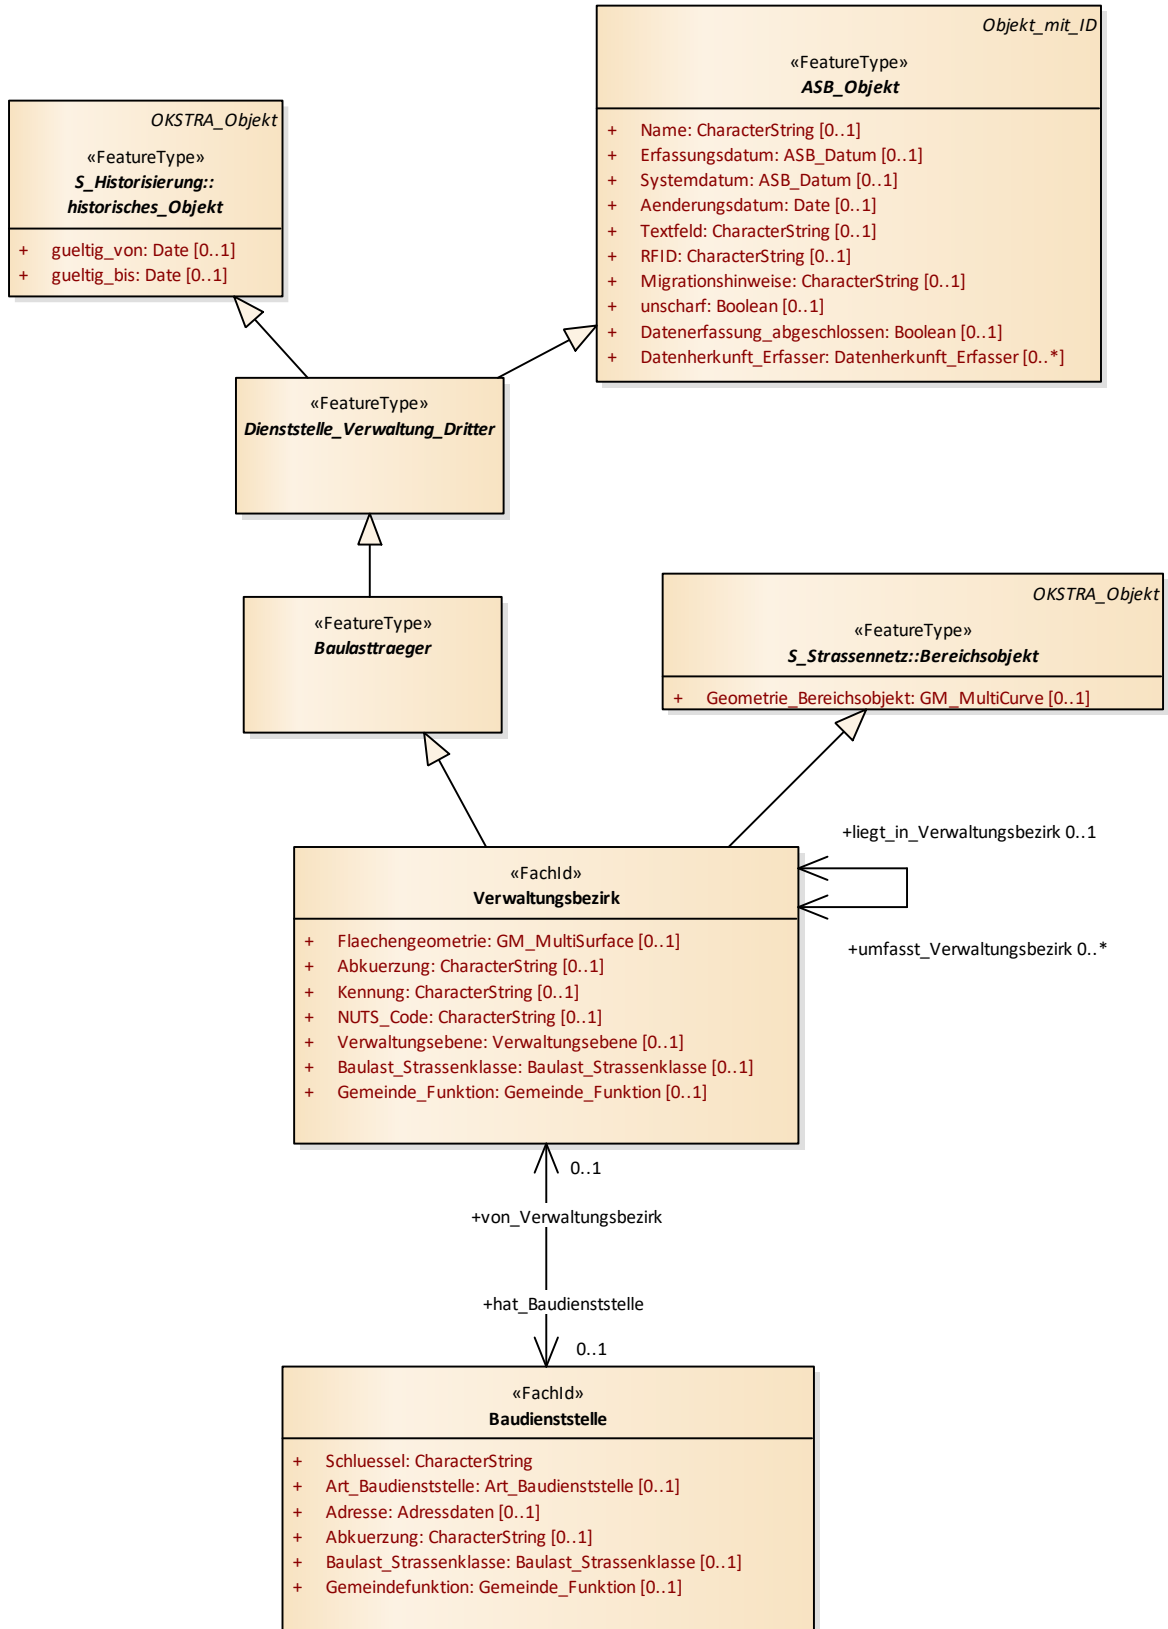 Objekt_mit_ID
«FeatureType»
ASB_Objekt
+ Name: CharacterString [0..1]
+ Erfassungsdatum: ASB_Datum [0..1]
+ Systemdatum: ASB_Datum [0..1]
+ Aenderungsdatum: Date [0..1]
+ Textfeld: CharacterString [0..1]
+ RFID: CharacterString [0..1]
+ Migrationshinweise: CharacterString [0..1]
+ unscharf: Boolean [0..1]
+ Datenerfassung_abgeschlossen: Boolean [0..1]
+ Datenherkunft_Erfasser: Datenherkunft_Erfasser [0..*]
OKSTRA_Objekt
«FeatureType»
S_Historisierung::
historisches_Objekt
+ gueltig_von: Date [0..1]
+ gueltig_bis: Date [0..1]
«FeatureType»
Dienststelle_Verwaltung_Dritter
«FeatureType»
Baulasttraeger
OKSTRA_Objekt
«FeatureType»
S_Strassennetz::Bereichsobjekt
+ Geometrie_Bereichsobjekt: GM_MultiCurve [0..1]
+liegt_in_Verwaltungsbezirk 0..1
+umfasst_Verwaltungsbezirk 0..*
«FachId»
Verwaltungsbezirk
+ Flaechengeometrie: GM_MultiSurface [0..1]
+ Abkuerzung: CharacterString [0..1]
+ Kennung: CharacterString [0..1]
+ NUTS_Code: CharacterString [0..1]
+ Verwaltungsebene: Verwaltungsebene [0..1]
+ Baulast_Strassenklasse: Baulast_Strassenklasse [0..1]
+ Gemeinde_Funktion: Gemeinde_Funktion [0..1]
0..1
+von_Verwaltungsbezirk
+hat_Baudienststelle
0..1
«FachId»
Baudienststelle
+ Schluessel: CharacterString
+ Art_Baudienststelle: Art_Baudienststelle [0..1]
+ Adresse: Adressdaten [0..1]
+ Abkuerzung: CharacterString [0..1]
+ Baulast_Strassenklasse: Baulast_Strassenklasse [0..1]
+ Gemeindefunktion: Gemeinde_Funktion [0..1]